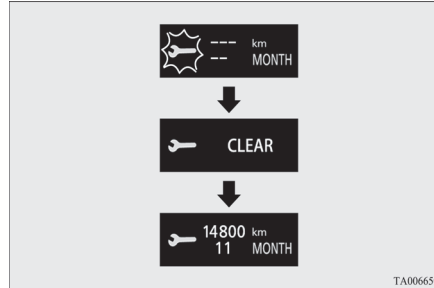 --- km
-- MONTH
CLEAR
14800 km
11 MONTH
TA00665